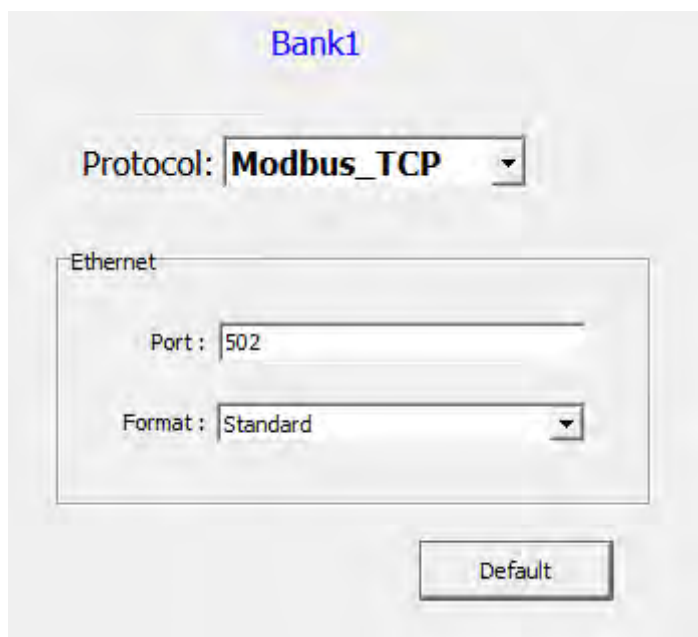 Bank1
Protocol: Modbus_TCP
Ethernet
Port : 502
Format : Standard
Default